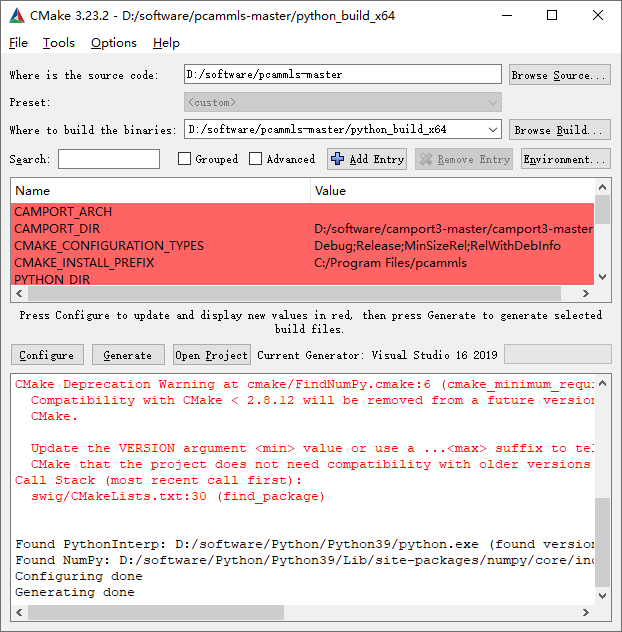 CMake 3.23.2 - D:/software/pcammls-master/python_build_x64
File Tools Options Help
Where is the source code: D:/software/pcammls-master Browse Source...
Preset: <custom>
Where to build the binaries: D:/software/pcammls-master/python_build_x64 Browse Build...
Search: Grouped Advanced Add Entry Remove Entry Environment...
Name Value
CAMPORT_ARCH
CAMPORT_DIR D:/software/camport3-master/camport3-master
CMAKE_CONFIGURATION_TYPES Debug;Release;MinSizeRel;RelWithDebInfo
CMAKE_INSTALL_PREFIX C:/Program Files/pcammls
PYTHON_DIR
Press Configure to update and display new values in red, then press Generate to generate selected
build files.
Configure Generate Open Project Current Generator: Visual Studio 16 2019
CMake Deprecation Warning at cmake/FindNumPy.cmake:6 (cmake_minimum_requi
Compatibility with CMake < 2.8.12 will be removed from a future version
CMake.
Update the VERSION argument <min> value or use a ...<max> suffix to tel
CMake that the project does not need compatibility with older versions
Call Stack (most recent call first):
swig/CMakeLists.txt:30 (find_package)
Found PythonInterp: D:/software/Python/Python39/python.exe (found version
Found NumPy: D:/software/Python/Python39/Lib/site-packages/numpy/core/inc
Configuring done
Generating done